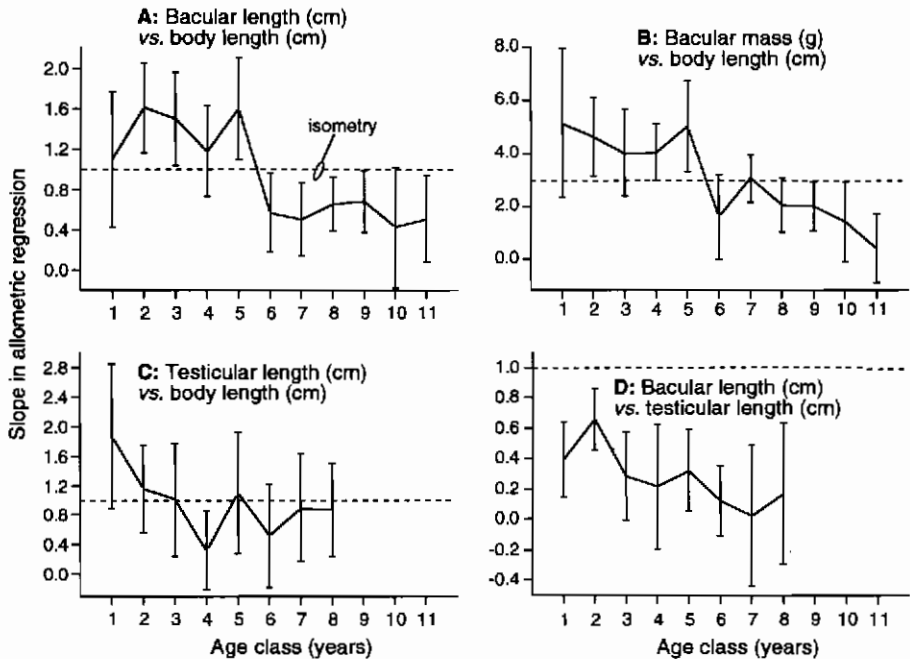 A: Bacular length (cm)
vs. body length (cm)
2.0
1.6
1.2
0.8
0.4
0.0
isometry
1 2 3 4 5 6 7 8 9 10 11
B: Bacular mass (g)
vs. body length (cm)
8.0
6.0
4.0
2.0
0.0
1 2 3 4 5 6 7 8 9 10 11
Slope in allometric regression
C: Testicular length (cm)
vs. body length (cm)
2.8
2.4
2.0
1.6
1.2
0.8
0.4
0.0
1 2 3 4 5 6 7 8 9 10 11
Age class (years)
D: Bacular length (cm)
vs. testicular length (cm)
1.0
0.8
0.6
0.4
0.2
0.0
-0.2
-0.4
1 2 3 4 5 6 7 8 9 10 11
Age class (years)